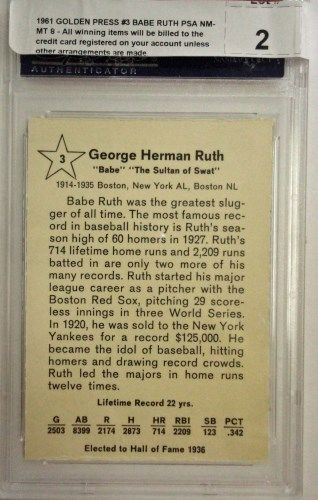 1961 GOLDEN PRESS #3 BABE RUTH PSA NM-
MT 8 - All winning items will be billed to the
credit card registered on your account unless
other arrangements are made.
2
AUTHENTICATOR
3
George Herman Ruth
"Babe" "The Sultan of Swat"
1914-1935 Boston, New York AL, Boston NL
Babe Ruth was the greatest slug-
ger of all time. The most famous rec-
ord in baseball history is Ruth's sea-
son high of 60 homers in 1927. Ruth's
714 lifetime home runs and 2,209 runs
batted in are only two more of his
many records. Ruth started his major
league career as a pitcher with the
Boston Red Sox, pitching 29 score-
less innings in three World Series.
In 1920, he was sold to the New York
Yankees for a record $125,000. He
became the idol of baseball, hitting
homers and drawing record crowds.
Ruth led the majors in home runs
twelve times.
Lifetime Record 22 yrs.
G AB R H HR RBI SB PCT
2503 8399 2174 2873 714 2209 123 .342
Elected to Hall of Fame 1936